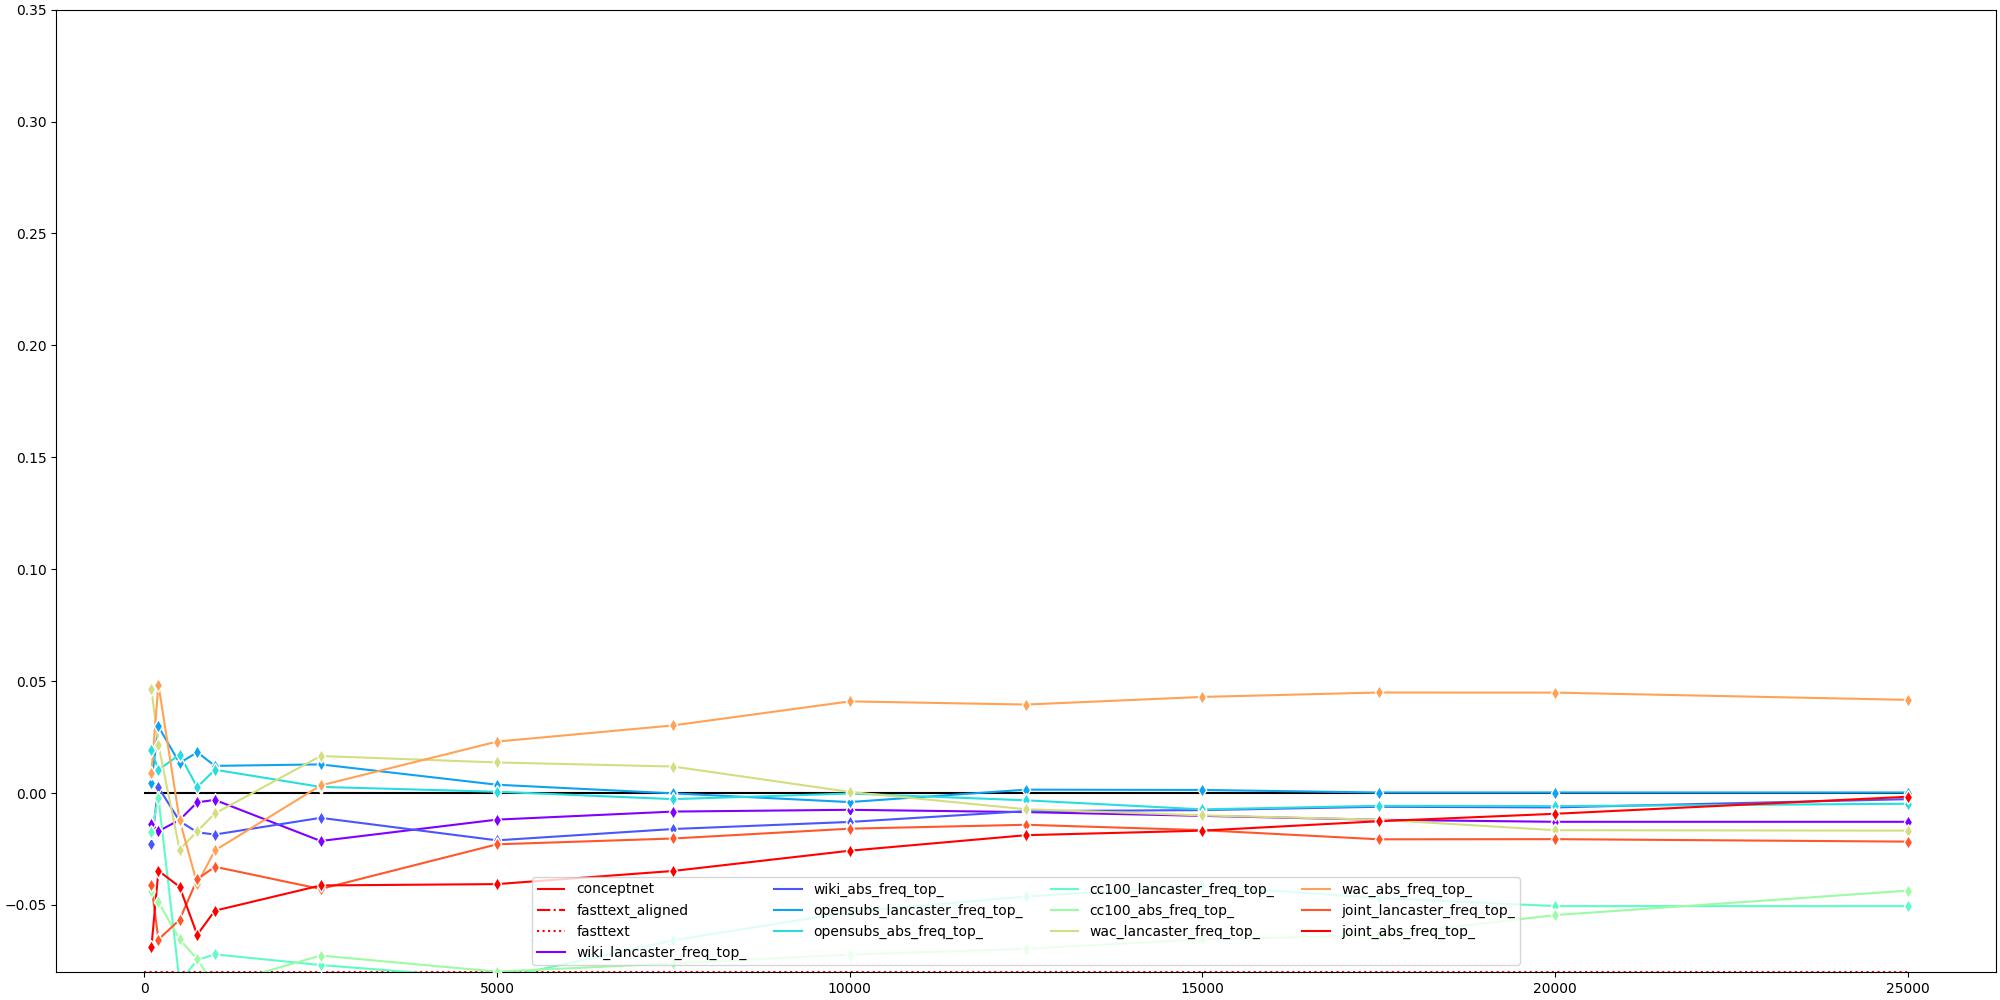 0.35
0.30
0.25
0.20
0.15
0.10
0.05
0.00
−0.05
conceptnet
fasttext_aligned
fasttext
wiki_lancaster_freq_top_
wiki_abs_freq_top_
opensubs_lancaster_freq_top_
opensubs_abs_freq_top_
cc100_lancaster_freq_top_
cc100_abs_freq_top_
wac_lancaster_freq_top_
wac_abs_freq_top_
joint_lancaster_freq_top_
joint_abs_freq_top_
0 5000 10000 15000 20000 25000